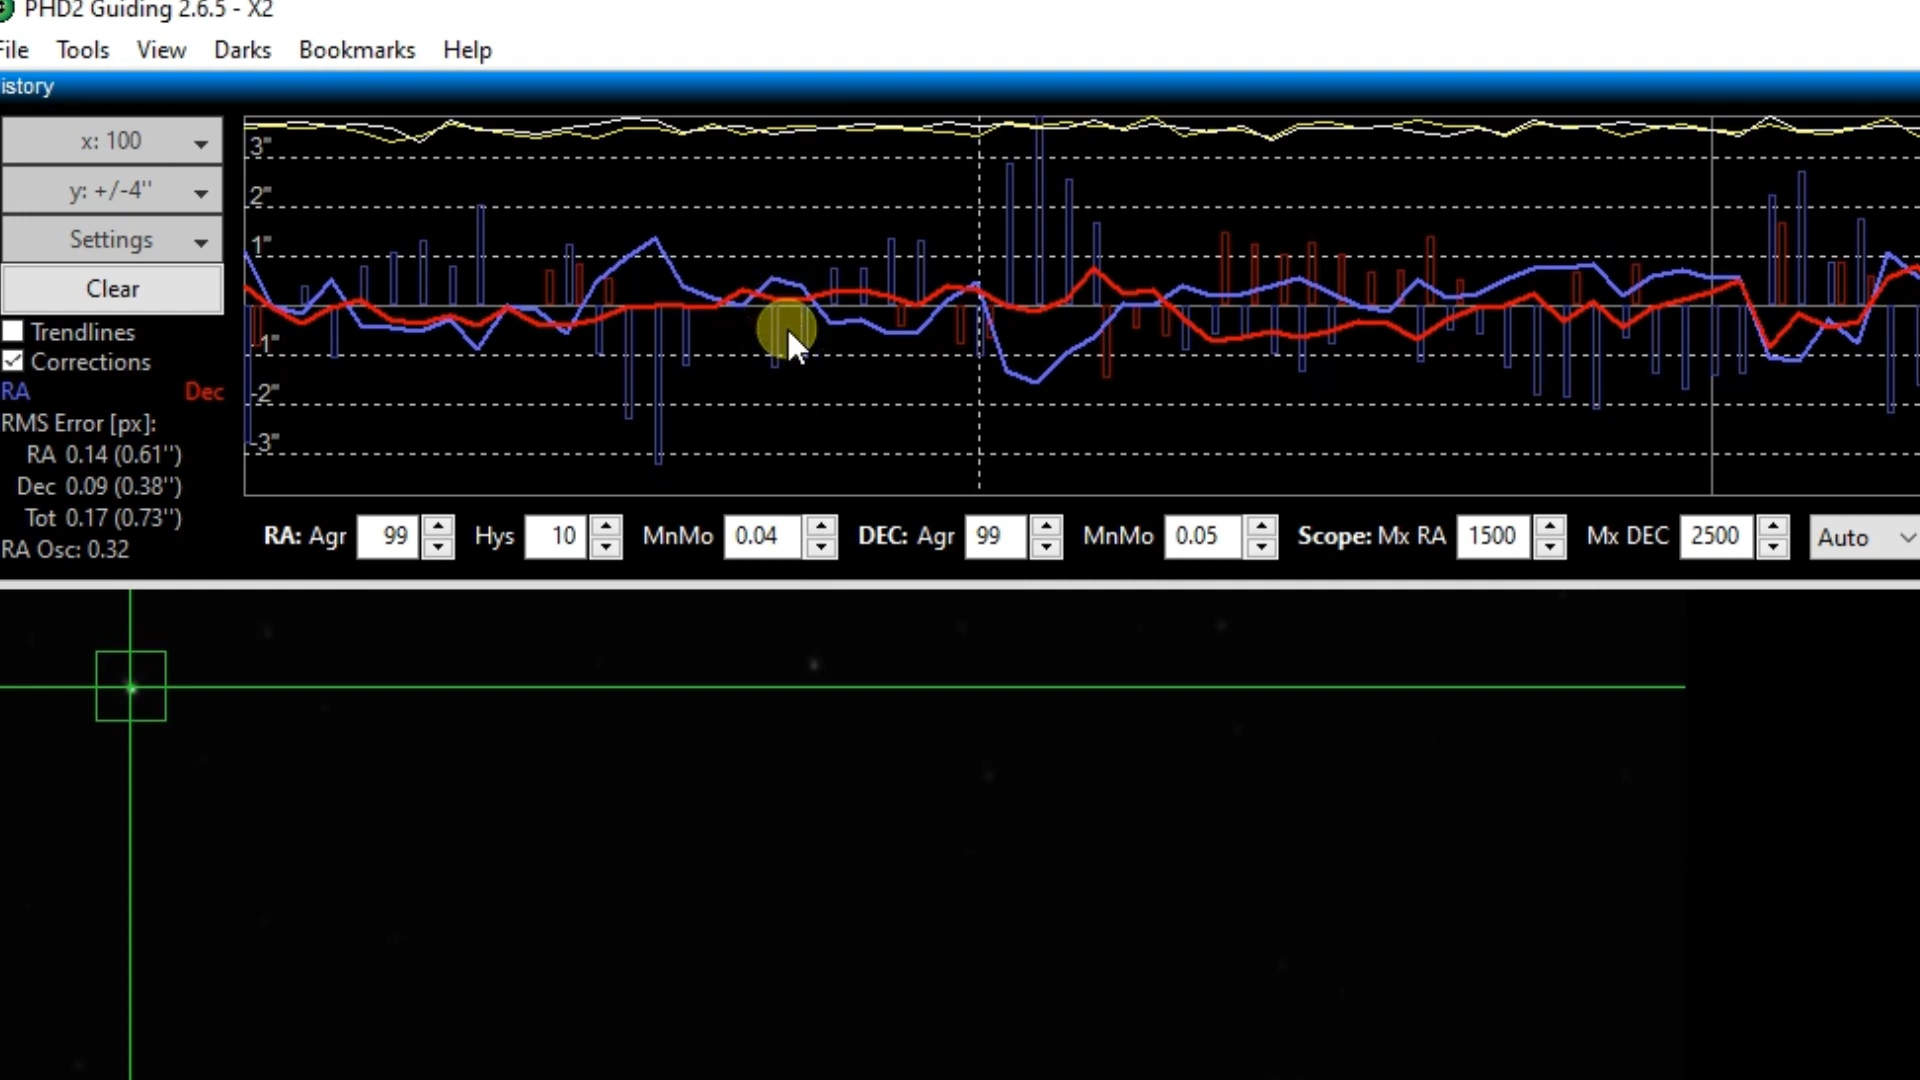 PHD2 Guiding 2.6.5 - X2
File Tools View Darks Bookmarks Help
istory
x: 100
y: +/-4"
Settings
Clear
Trendlines
Corrections
RA Dec
RMS Error [px]:
RA 0.14 (0.61")
Dec 0.09 (0.38")
Tot 0.17 (0.73")
RA Osc: 0.32
3"
2"
1"
-1"
-2"
-3"
RA: Agr 99 Hys 10 MnMo 0.04 DEC: Agr 99 MnMo 0.05 Scope: Mx RA 1500 Mx DEC 2500 Auto